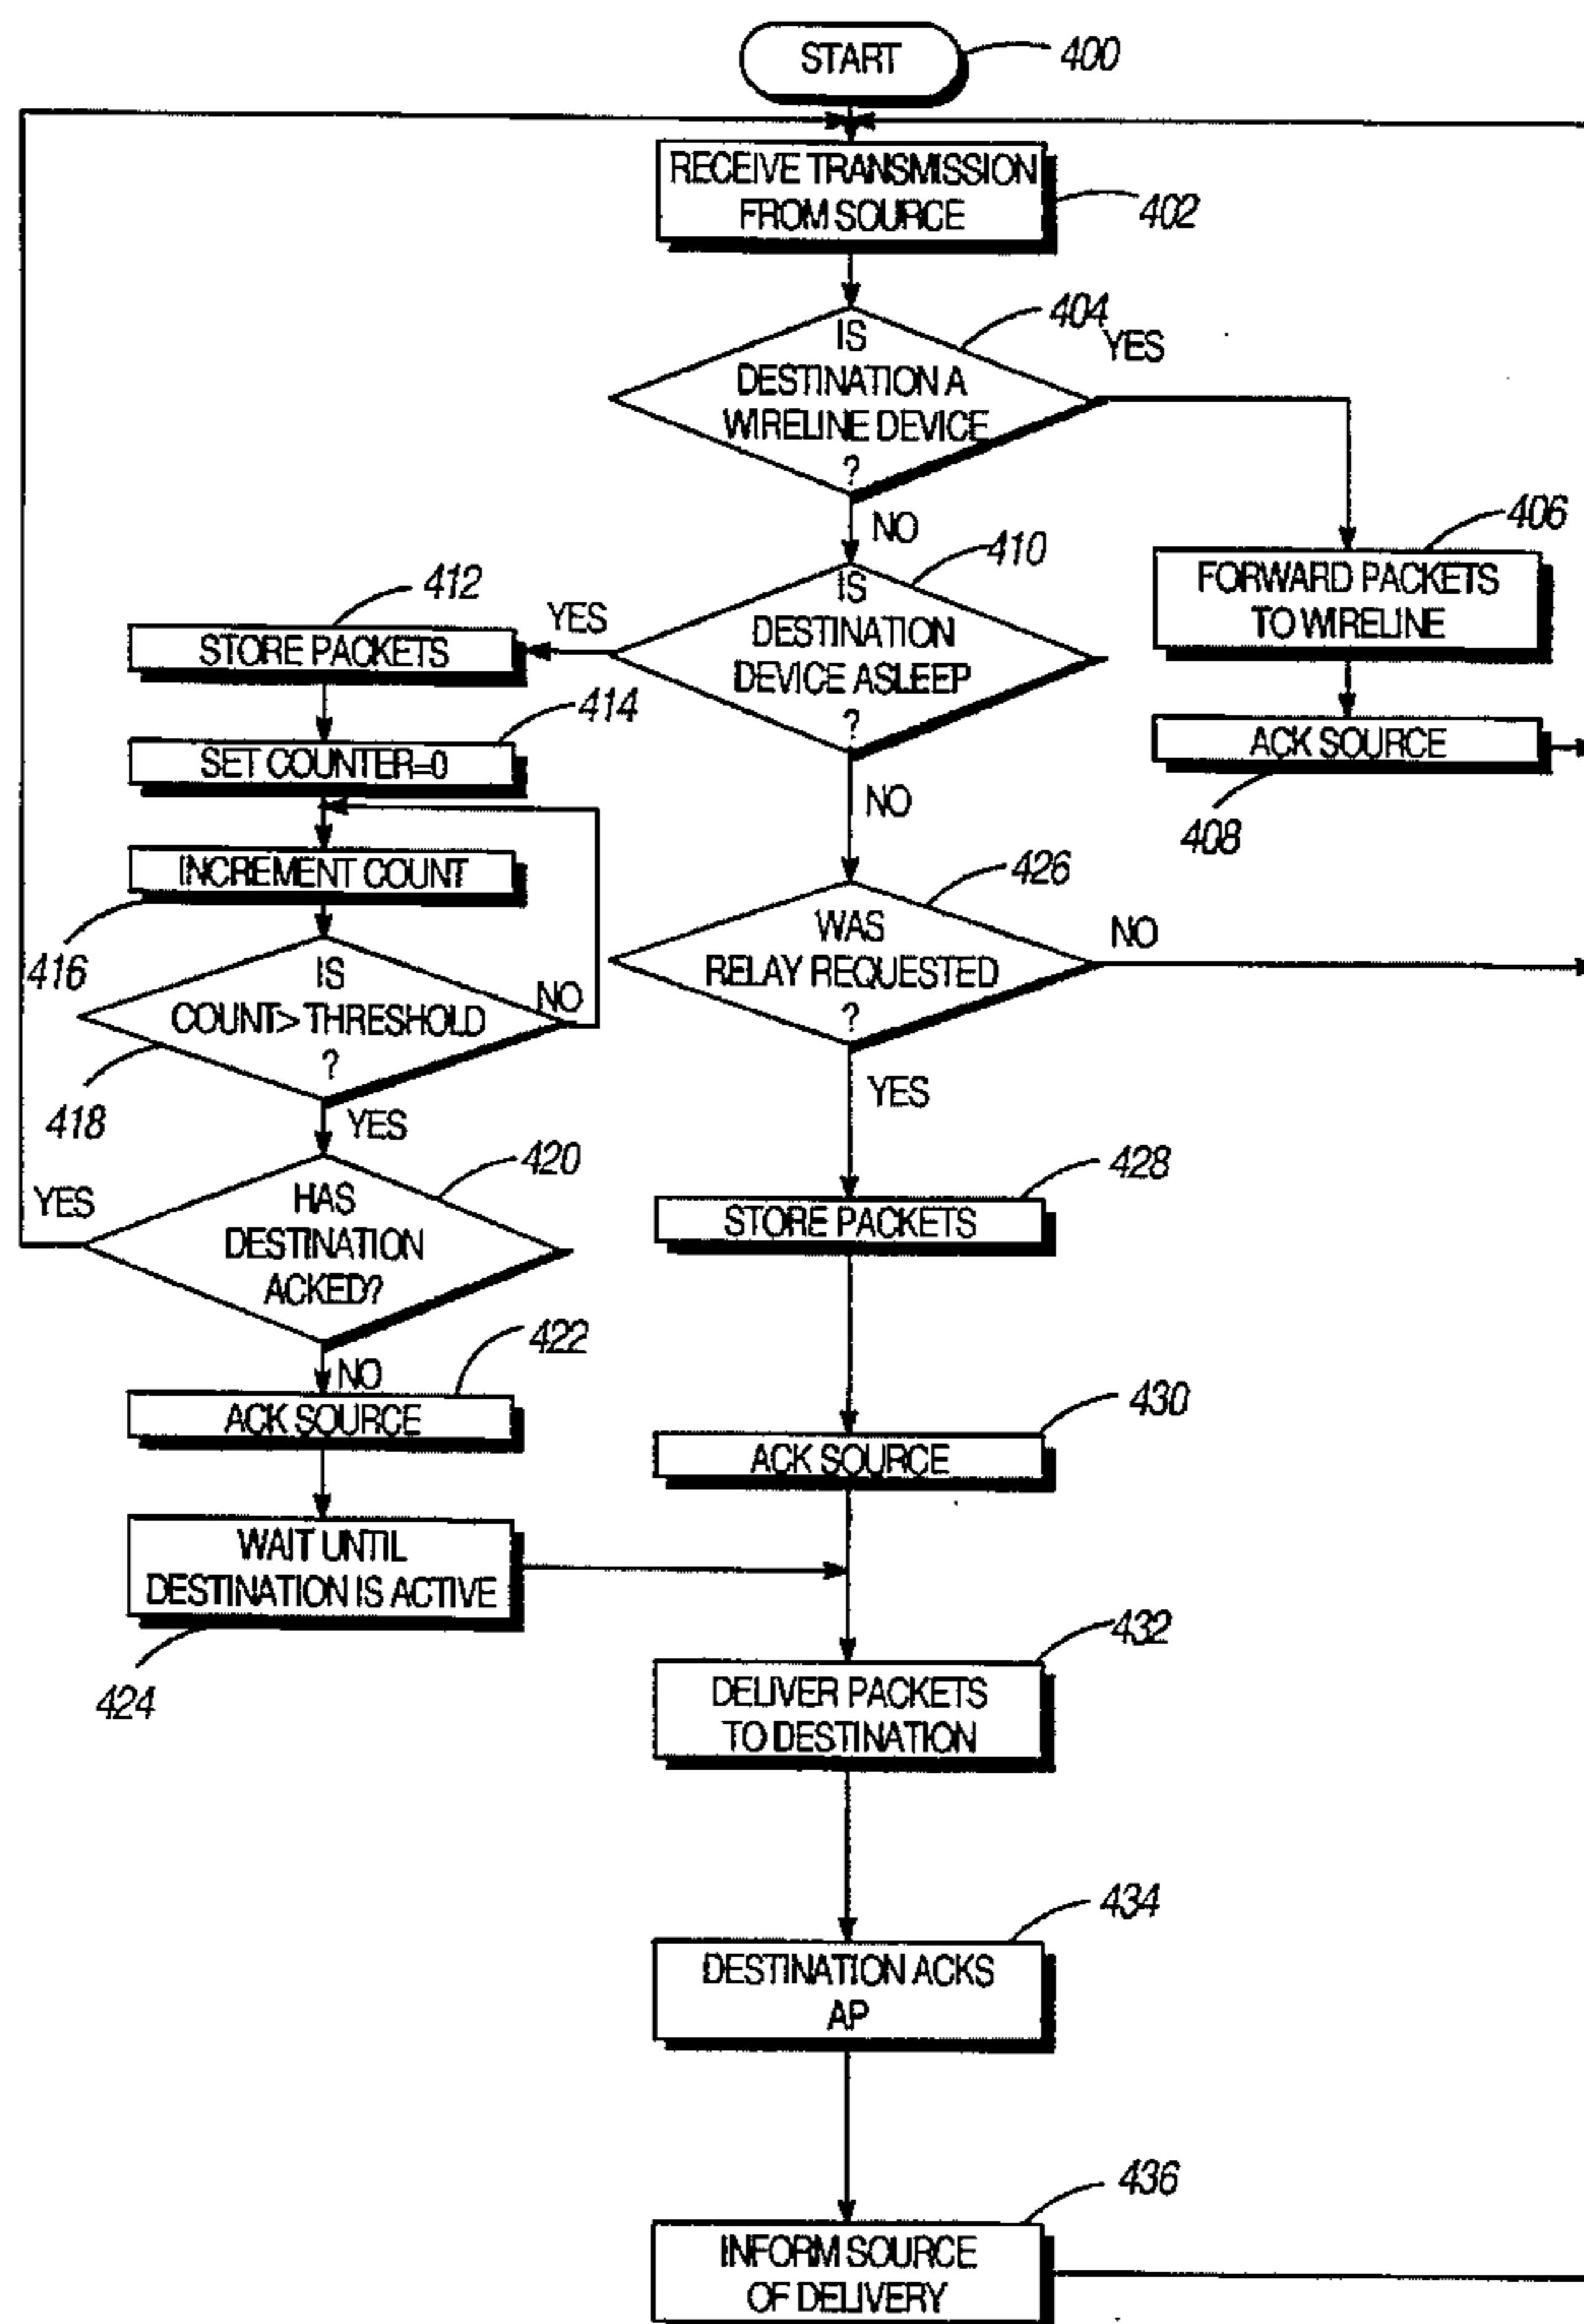 START
400
RECEIVE TRANSMISSION
FROM SOURCE
402
404
IS
DESTINATION A
WIRELINE DEVICE
?
YES
NO
406
FORWARD PACKETS
TO WIRELINE
ACK SOURCE
408
410
IS
DESTINATION
DEVICE ASLEEP
?
YES
NO
412
STORE PACKETS
414
SET COUNTER=0
INCREMENT COUNT
416
IS
COUNT> THRESHOLD
?
NO
418
YES
420
HAS
DESTINATION
ACKED?
YES
NO
422
ACK SOURCE
WAIT UNTIL
DESTINATION IS ACTIVE
424
426
WAS
RELAY REQUESTED
?
NO
YES
428
STORE PACKETS
430
ACK SOURCE
432
DELIVER PACKETS
TO DESTINATION
434
DESTINATION ACKS
AP
436
INFORM SOURCE
OF DELIVERY